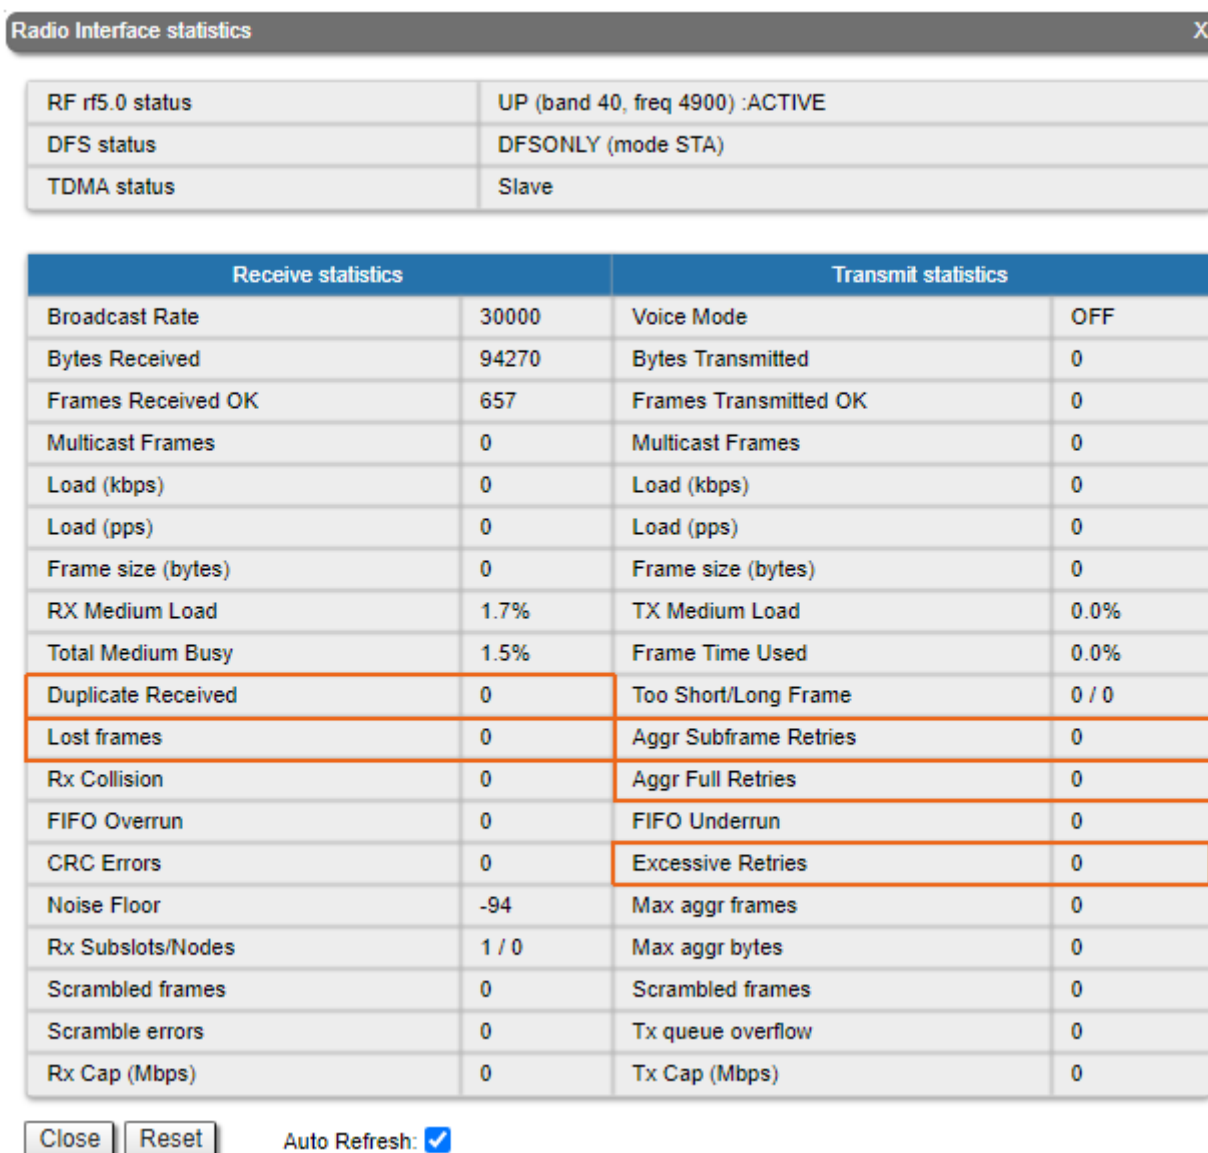 Radio Interface statistics X
RF rf5.0 status UP (band 40, freq 4900) :ACTIVE
DFS status DFSONLY (mode STA)
TDMA status Slave
Receive statistics Transmit statistics
Broadcast Rate 30000 Voice Mode OFF
Bytes Received 94270 Bytes Transmitted 0
Frames Received OK 657 Frames Transmitted OK 0
Multicast Frames 0 Multicast Frames 0
Load (kbps) 0 Load (kbps) 0
Load (pps) 0 Load (pps) 0
Frame size (bytes) 0 Frame size (bytes) 0
RX Medium Load 1.7% TX Medium Load 0.0%
Total Medium Busy 1.5% Frame Time Used 0.0%
Duplicate Received 0 Too Short/Long Frame 0 / 0
Lost frames 0 Aggr Subframe Retries 0
Rx Collision 0 Aggr Full Retries 0
FIFO Overrun 0 FIFO Underrun 0
CRC Errors 0 Excessive Retries 0
Noise Floor -94 Max aggr frames 0
Rx Subslots/Nodes 1 / 0 Max aggr bytes 0
Scrambled frames 0 Scrambled frames 0
Scramble errors 0 Tx queue overflow 0
Rx Cap (Mbps) 0 Tx Cap (Mbps) 0
Close Reset Auto Refresh: